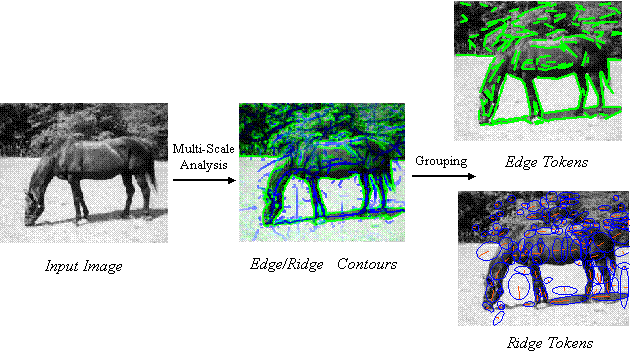 Multi-Scale
Analysis
Grouping
Edge Tokens
Input Image
Edge/Ridge Contours
Ridge Tokens